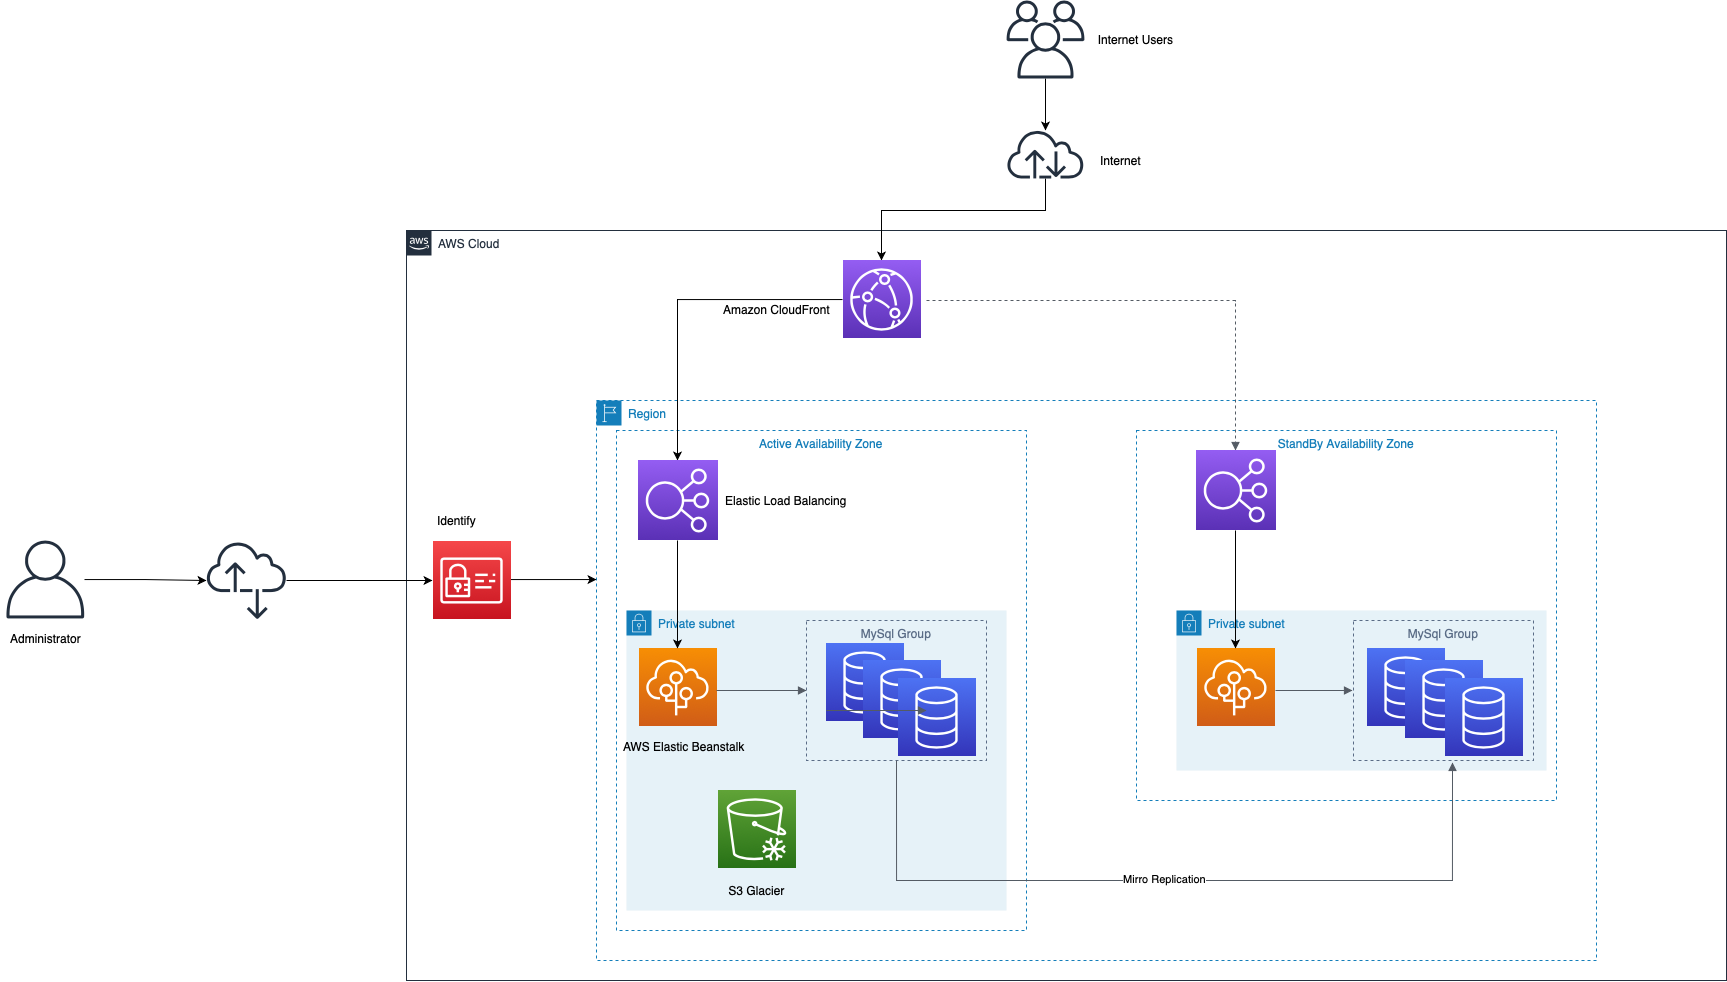 Internet Users
Internet
aws
AWS Cloud
Amazon CloudFront
Region
Active Availability Zone
StandBy Availability Zone
Elastic Load Balancing
Identify
Administrator
Private subnet
MySql Group
Private subnet
MySql Group
AWS Elastic Beanstalk
S3 Glacier
Mirro Replication